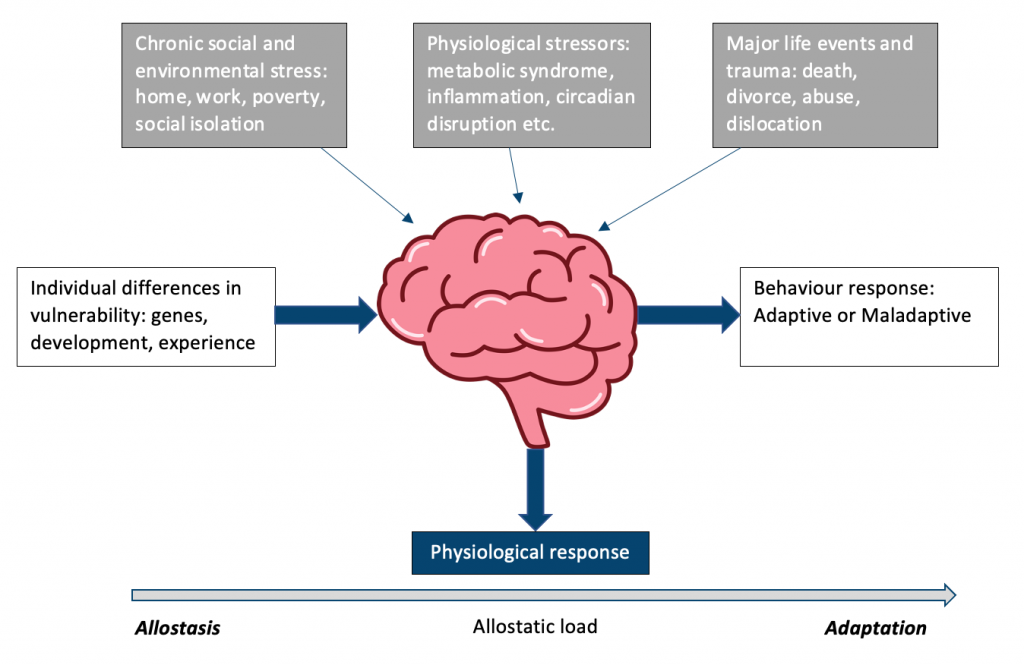 Chronic social and
environmental stress:
home, work, poverty,
social isolation
Physiological stressors:
metabolic syndrome,
inflammation, circadian
disruption etc.
Major life events and
trauma: death,
divorce, abuse,
dislocation
Individual differences in
vulnerability: genes,
development, experience
Behaviour response:
Adaptive or Maladaptive
Physiological response
Allostasis
Allostatic load
Adaptation